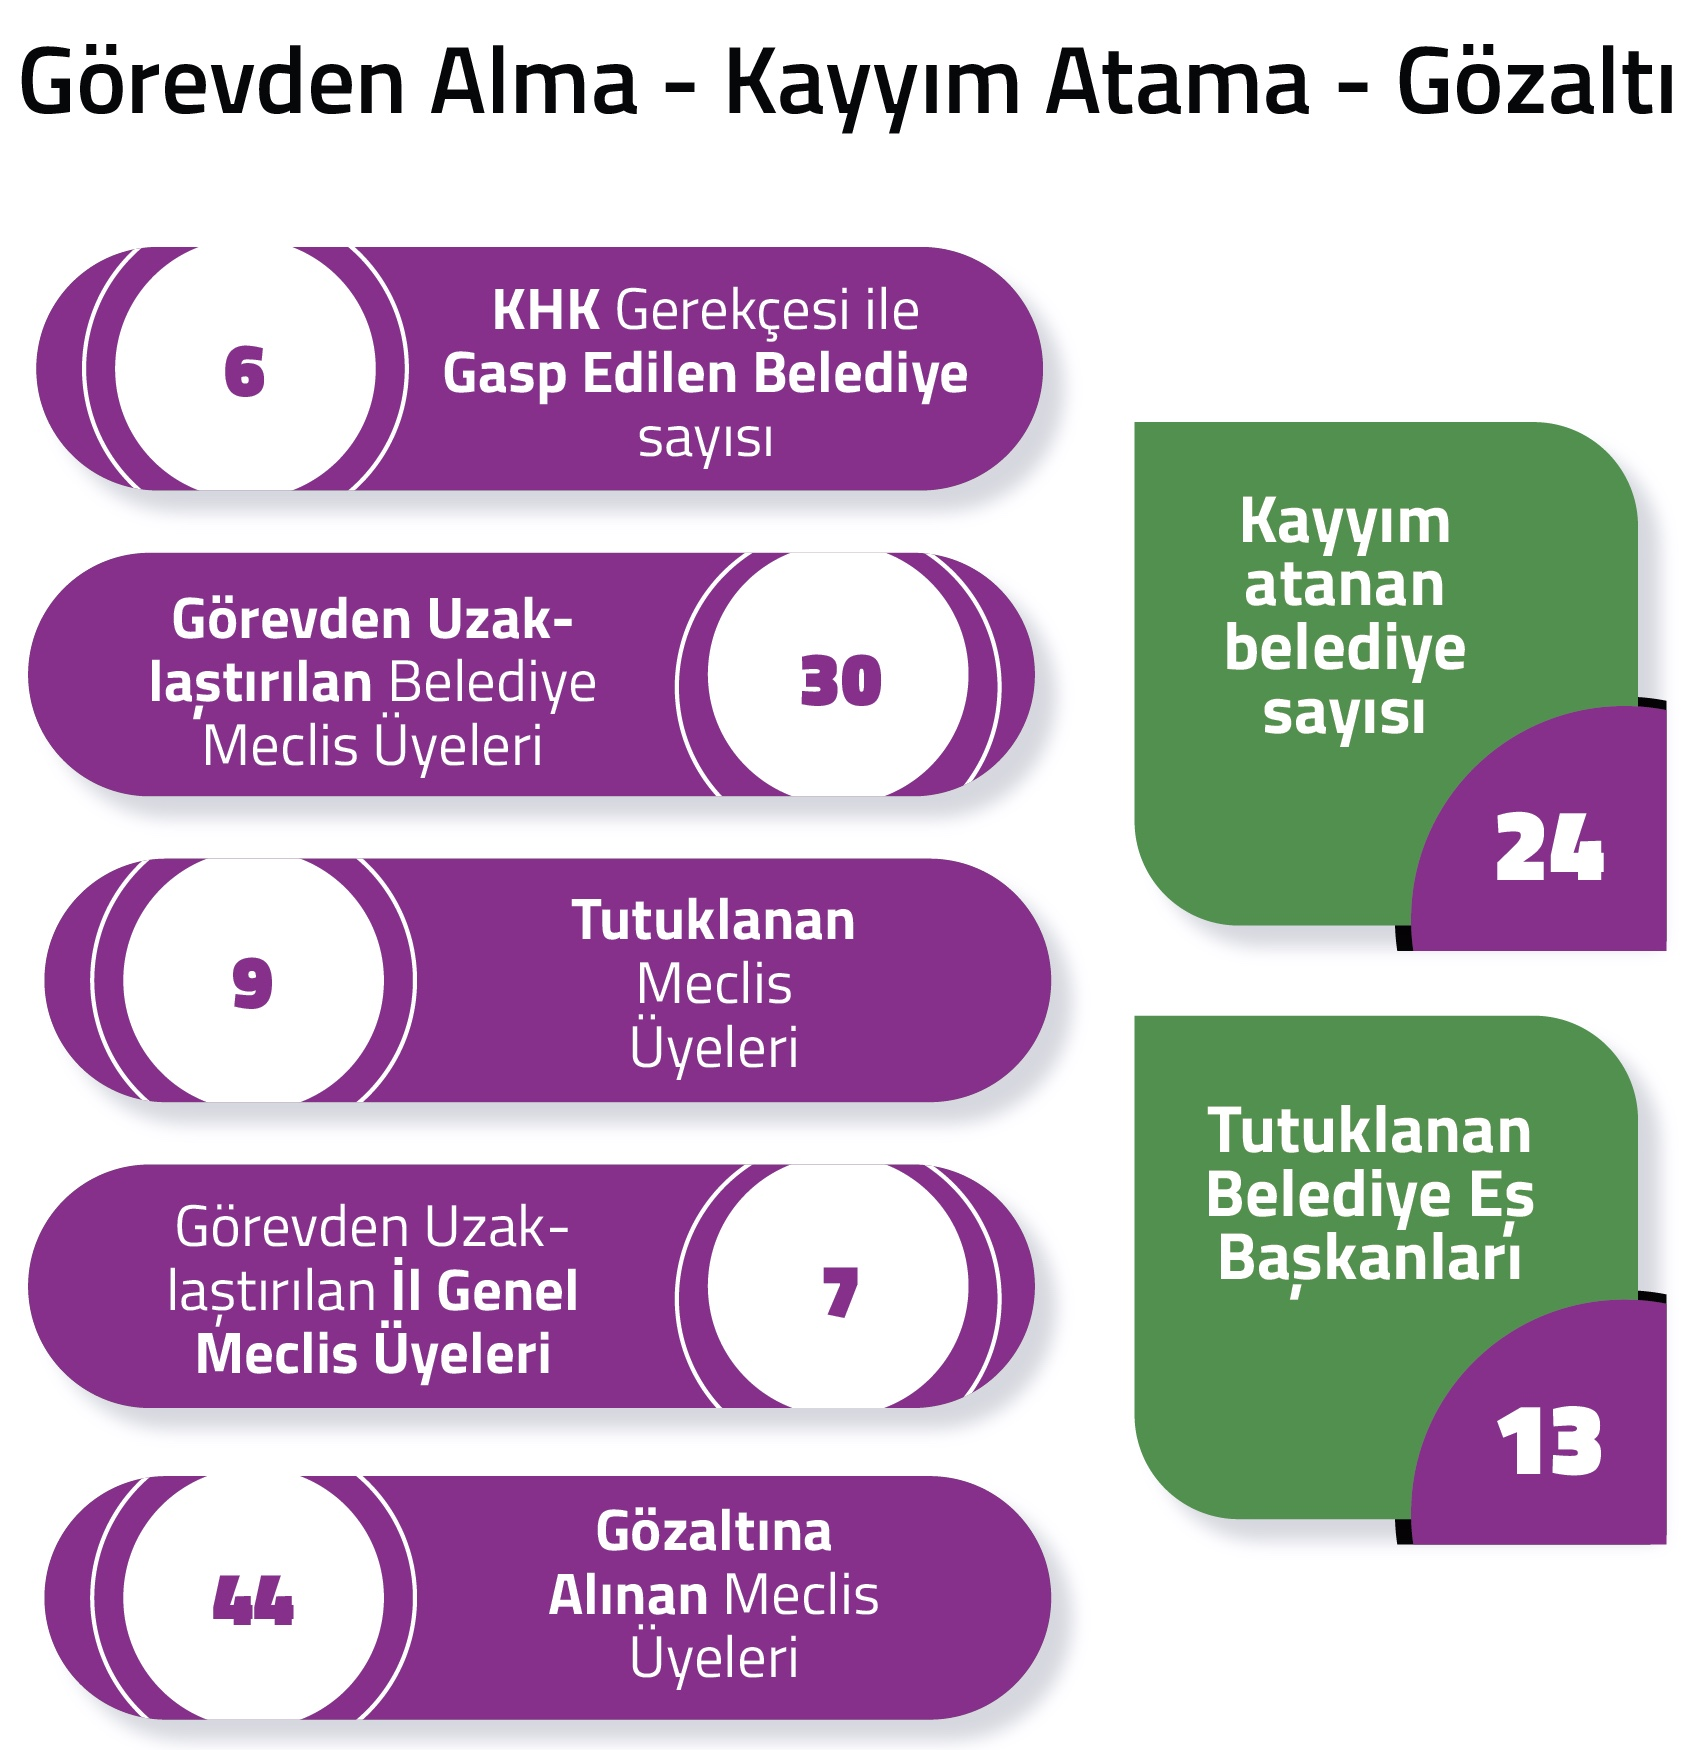 Görevden Alma - Kayyım Atama - Gözaltı
6
KHK Gerekçesi ile
Gasp Edilen Belediye
sayısı
Görevden Uzak-
laştırılan Belediye
Meclis Üyeleri
30
9
Tutuklanan
Meclis
Üyeleri
Görevden Uzak-
laştırılan İl Genel
Meclis Üyeleri
7
44
Gözaltına
Alınan Meclis
Üyeleri
Kayyım
atanan
belediye
sayısı
24
Tutuklanan
Belediye Eş
Başkanları
13